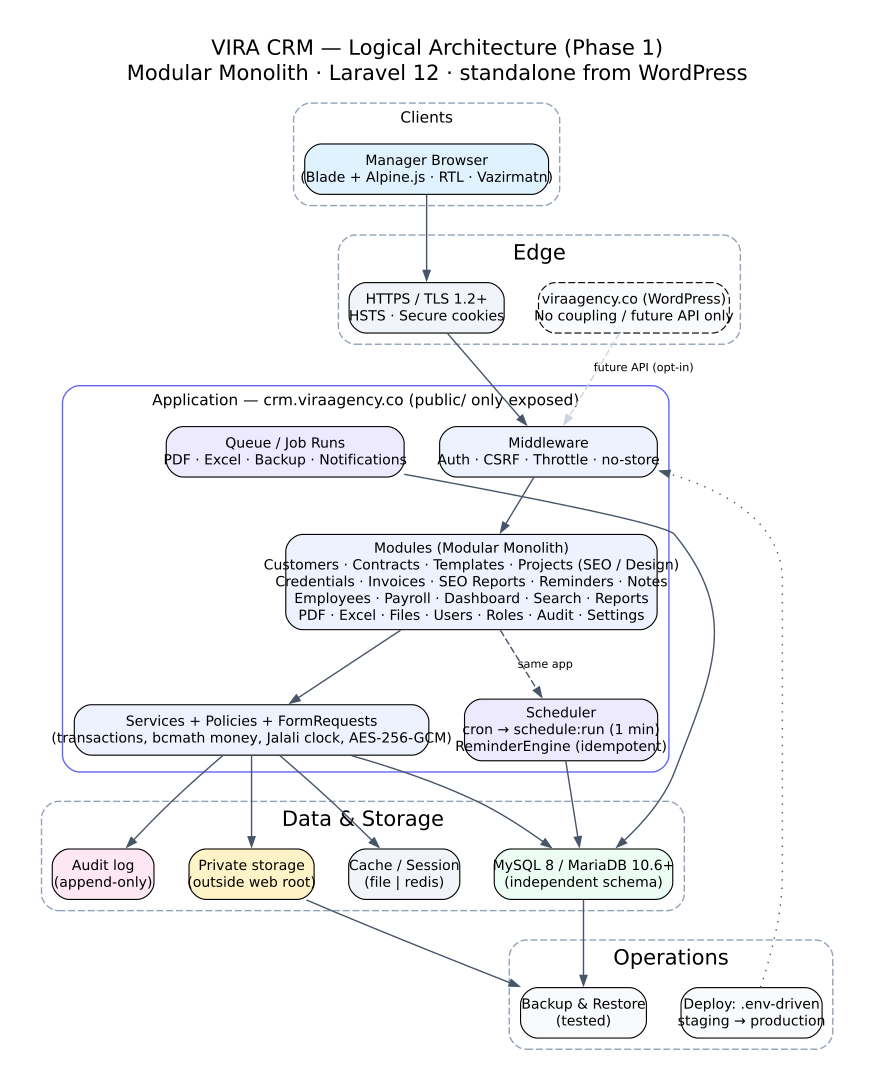 VIRA CRM — Logical Architecture (Phase 1)
Modular Monolith · Laravel 12 · standalone from WordPress
Clients
Manager Browser
(Blade + Alpine.js · RTL · Vazirmatn)
Edge
HTTPS / TLS 1.2+
HSTS · Secure cookies
viraagency.co (WordPress)
No coupling / future API only
future API (opt-in)
Application — crm.viraagency.co (public/ only exposed)
Queue / Job Runs
PDF · Excel · Backup · Notifications
Middleware
Auth · CSRF · Throttle · no-store
Modules (Modular Monolith)
Customers · Contracts · Templates · Projects (SEO / Design)
Credentials · Invoices · SEO Reports · Reminders · Notes
Employees · Payroll · Dashboard · Search · Reports
PDF · Excel · Files · Users · Roles · Audit · Settings
same app
Services + Policies + FormRequests
(transactions, bcmath money, Jalali clock, AES-256-GCM)
Scheduler
cron → schedule:run (1 min)
ReminderEngine (idempotent)
Data & Storage
Audit log
(append-only)
Private storage
(outside web root)
Cache / Session
(file | redis)
MySQL 8 / MariaDB 10.6+
(independent schema)
Operations
Backup & Restore
(tested)
Deploy: .env-driven
staging → production